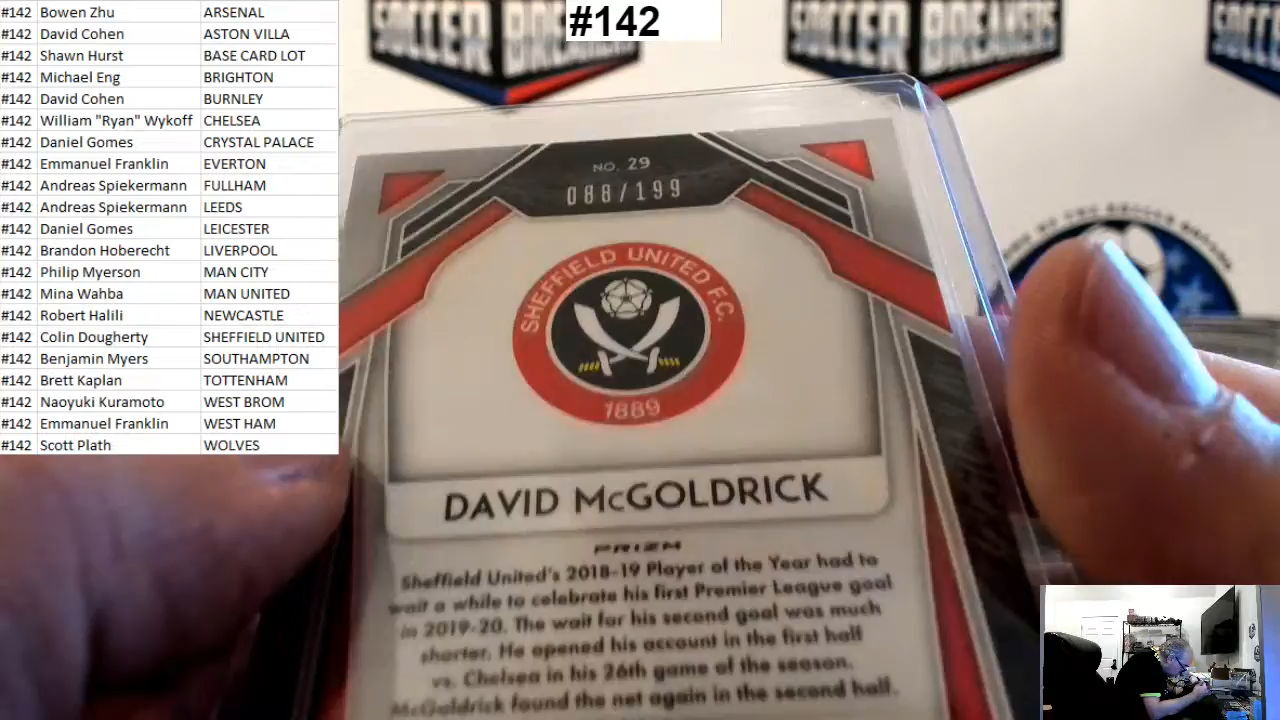 #142 Bowen Zhu ARSENAL
#142 David Cohen ASTON VILLA
#142 Shawn Hurst BASE CARD LOT
#142 Michael Eng BRIGHTON
#142 David Cohen BURNLEY
#142 William "Ryan" Wykoff CHELSEA
#142 Daniel Gomes CRYSTAL PALACE
#142 Emmanuel Franklin EVERTON
#142 Andreas Spiekermann FULLHAM
#142 Andreas Spiekermann LEEDS
#142 Daniel Gomes LEICESTER
#142 Brandon Hoberecht LIVERPOOL
#142 Philip Myerson MAN CITY
#142 Mina Wahba MAN UNITED
#142 Robert Halili NEWCASTLE
#142 Colin Dougherty SHEFFIELD UNITED
#142 Benjamin Myers SOUTHAMPTON
#142 Brett Kaplan TOTTENHAM
#142 Naoyuki Kuramoto WEST BROM
#142 Emmanuel Franklin WEST HAM
#142 Scott Plath WOLVES
#142
SOCCER BREAKERS
SOCCER BREAKERS
SOCCER
NO. 29
088/199
SHEFFIELD UNITED F.C.
1889
DAVID McGOLDRICK
PRIZM
Sheffield United's 2018-19 Player of the Year had to
wait a while to celebrate his first Premier League goal
in 2019-20. The wait for his second goal was much
shorter. He opened his account in the first half
vs. Chelsea in his 26th game of the season.
McGoldrick found the net again in the second half.